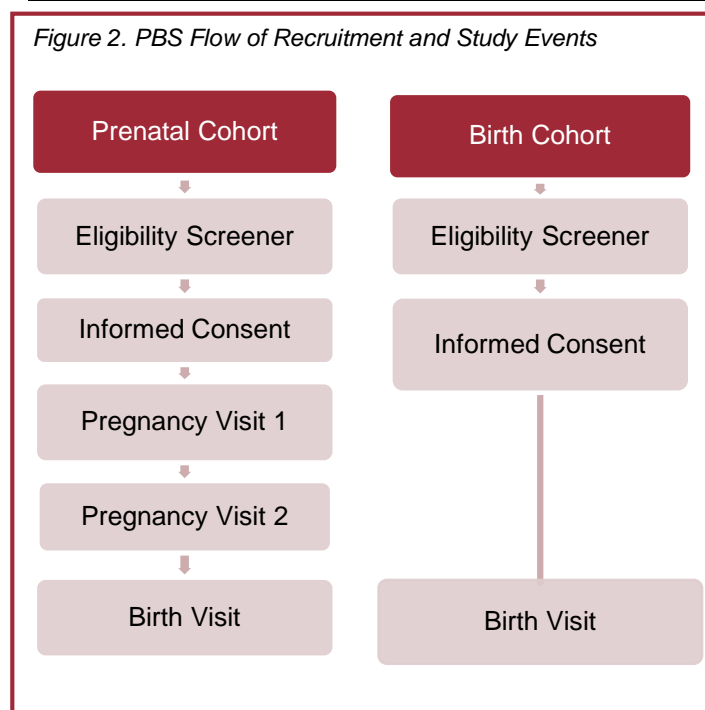 Figure 2. PBS Flow of Recruitment and Study Events
Prenatal Cohort
Eligibility Screener
Informed Consent
Pregnancy Visit 1
Pregnancy Visit 2
Birth Visit
Birth Cohort
Eligibility Screener
Informed Consent
Birth Visit